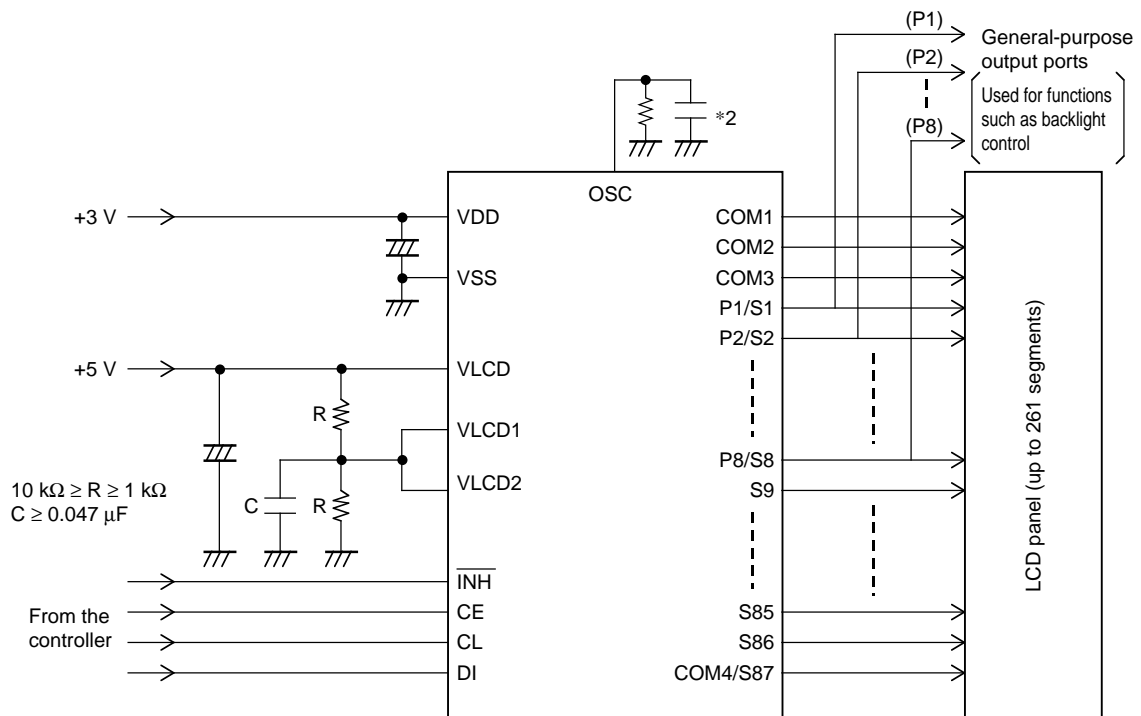 (P1)
General-purpose
output ports
(P2)
Used for functions
such as backlight
control
(P8)
*2
OSC
+3 V
VDD
VSS
+5 V
VLCD
R
VLCD1
VLCD2
C
R
10 kΩ ≥ R ≥ 1 kΩ
C ≥ 0.047 μF
INH
From the
controller
CE
CL
DI
COM1
COM2
COM3
P1/S1
P2/S2
P8/S8
S9
S85
S86
COM4/S87
LCD panel (up to 261 segments)